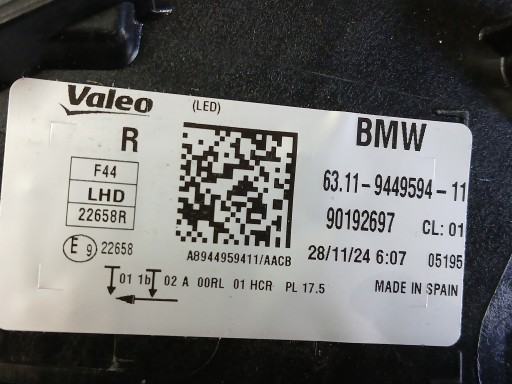 Valeo (LED) BMW
R
F44
LHD
22658R
63.11-9449594-11
90192697 CL: 01
E9 22658
A8944959411/AACB
28/11/24 6:07 05195
01 1b 02 A 00RL 01 HCR PL 17.5
MADE IN SPAIN